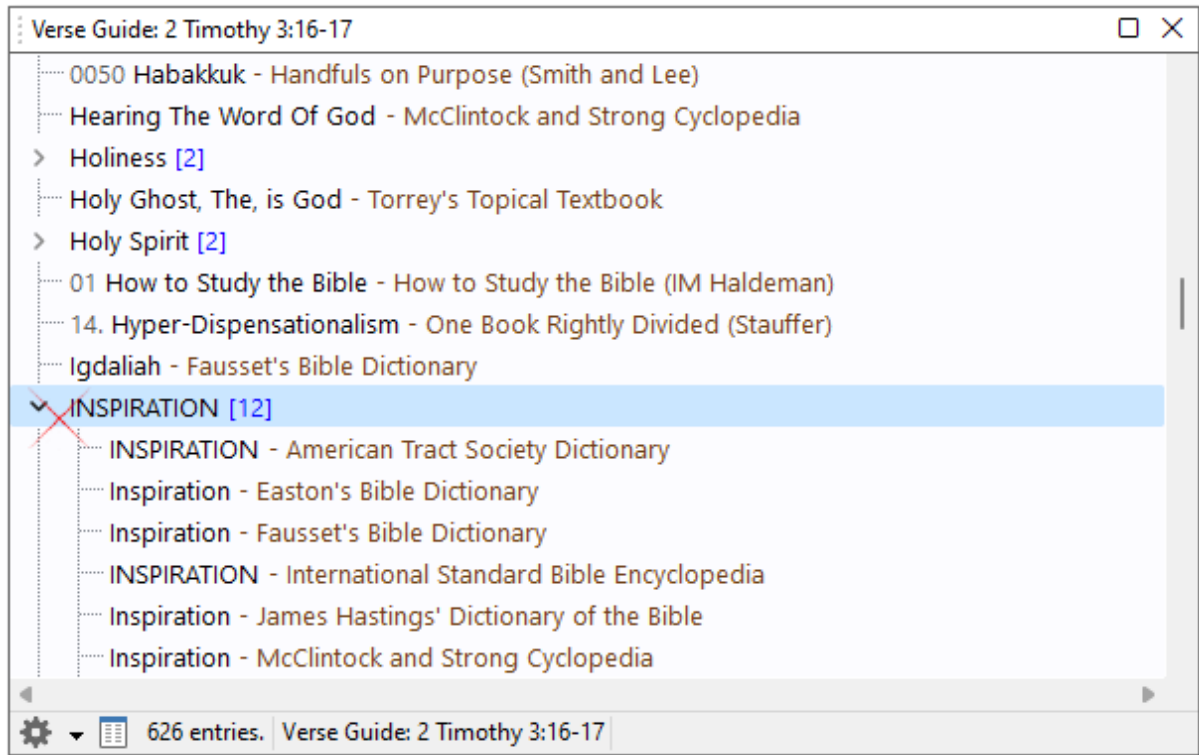 Verse Guide: 2 Timothy 3:16-17
0050 Habakkuk - Handfuls on Purpose (Smith and Lee)
Hearing The Word Of God - McClintock and Strong Cyclopedia
Holiness [2]
Holy Ghost, The, is God - Torrey's Topical Textbook
Holy Spirit [2]
01 How to Study the Bible - How to Study the Bible (IM Haldeman)
14. Hyper-Dispensationalism - One Book Rightly Divided (Stauffer)
Igdaliah - Fausset's Bible Dictionary
INSPIRATION [12]
INSPIRATION - American Tract Society Dictionary
Inspiration - Easton's Bible Dictionary
Inspiration - Fausset's Bible Dictionary
INSPIRATION - International Standard Bible Encyclopedia
Inspiration - James Hastings' Dictionary of the Bible
Inspiration - McClintock and Strong Cyclopedia
626 entries. Verse Guide: 2 Timothy 3:16-17